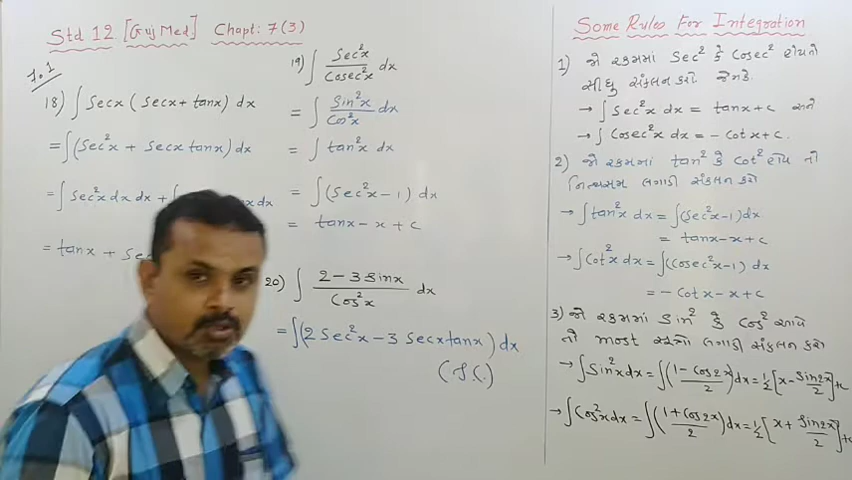 Std 12 [Guj Med.] Chapt: 7(3)
7.1
18) ∫ Secx (Secx + tanx) dx
= ∫(Sec²x + Secx tanx) dx
= ∫ Sec²x dx dx + ∫ dx
= tanx + Sec
19) ∫ Sec²x / Cosec²x dx
= ∫ Sin²x / Cos²x dx
= ∫ tan²x dx
= ∫(Sec²x - 1) dx
= tanx - x + c
20) ∫ 2 - 3 Sinx / Cos²x dx
= ∫(2 Sec²x - 3 Secx tanx) dx
Some Rules For Integration
1) જો રકમમાં Sec² કે Cosec² હોય તો
સીધુ સંકલન કરો જેમકે.
→ ∫ Sec²x dx = tanx + c અને
→ ∫ Cosec²x dx = - Cotx + c.
2) જો રકમમાં tan² કે Cot² હોય તો
નિત્યસમ લગાડી સંકલન કરો
→ ∫ tan²x dx = ∫(Sec²x - 1) dx
= tanx - x + c
→ ∫ Cot²x dx = ∫(Cosec²x - 1) dx
= - Cotx - x + c
3) જો રકમમાં Sin² કે Cos² આવે
તો most સૂત્રો લગાડી સંકલન કરો
→ ∫ Sin²x dx = ∫(1 - Cos2x / 2) dx = 1/2 [x - Sin2x / 2] + c
→ ∫ Cos²x dx = ∫(1 + Cos2x / 2) dx = 1/2 [x + Sin2x / 2] + c